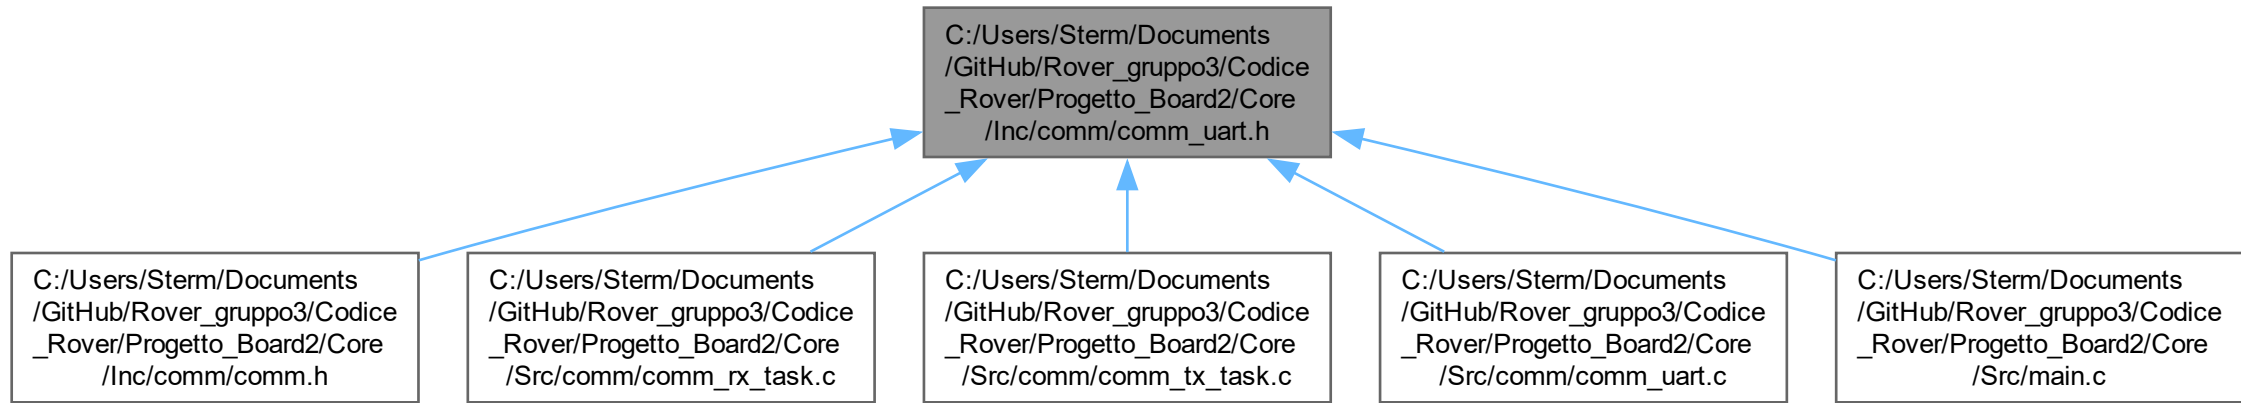 C:/Users/Sterm/Documents
/GitHub/Rover_gruppo3/Codice
_Rover/Progetto_Board2/Core
/Inc/comm/comm_uart.h
C:/Users/Sterm/Documents
/GitHub/Rover_gruppo3/Codice
_Rover/Progetto_Board2/Core
/Inc/comm/comm.h
C:/Users/Sterm/Documents
/GitHub/Rover_gruppo3/Codice
_Rover/Progetto_Board2/Core
/Src/comm/comm_rx_task.c
C:/Users/Sterm/Documents
/GitHub/Rover_gruppo3/Codice
_Rover/Progetto_Board2/Core
/Src/comm/comm_tx_task.c
C:/Users/Sterm/Documents
/GitHub/Rover_gruppo3/Codice
_Rover/Progetto_Board2/Core
/Src/comm/comm_uart.c
C:/Users/Sterm/Documents
/GitHub/Rover_gruppo3/Codice
_Rover/Progetto_Board2/Core
/Src/main.c